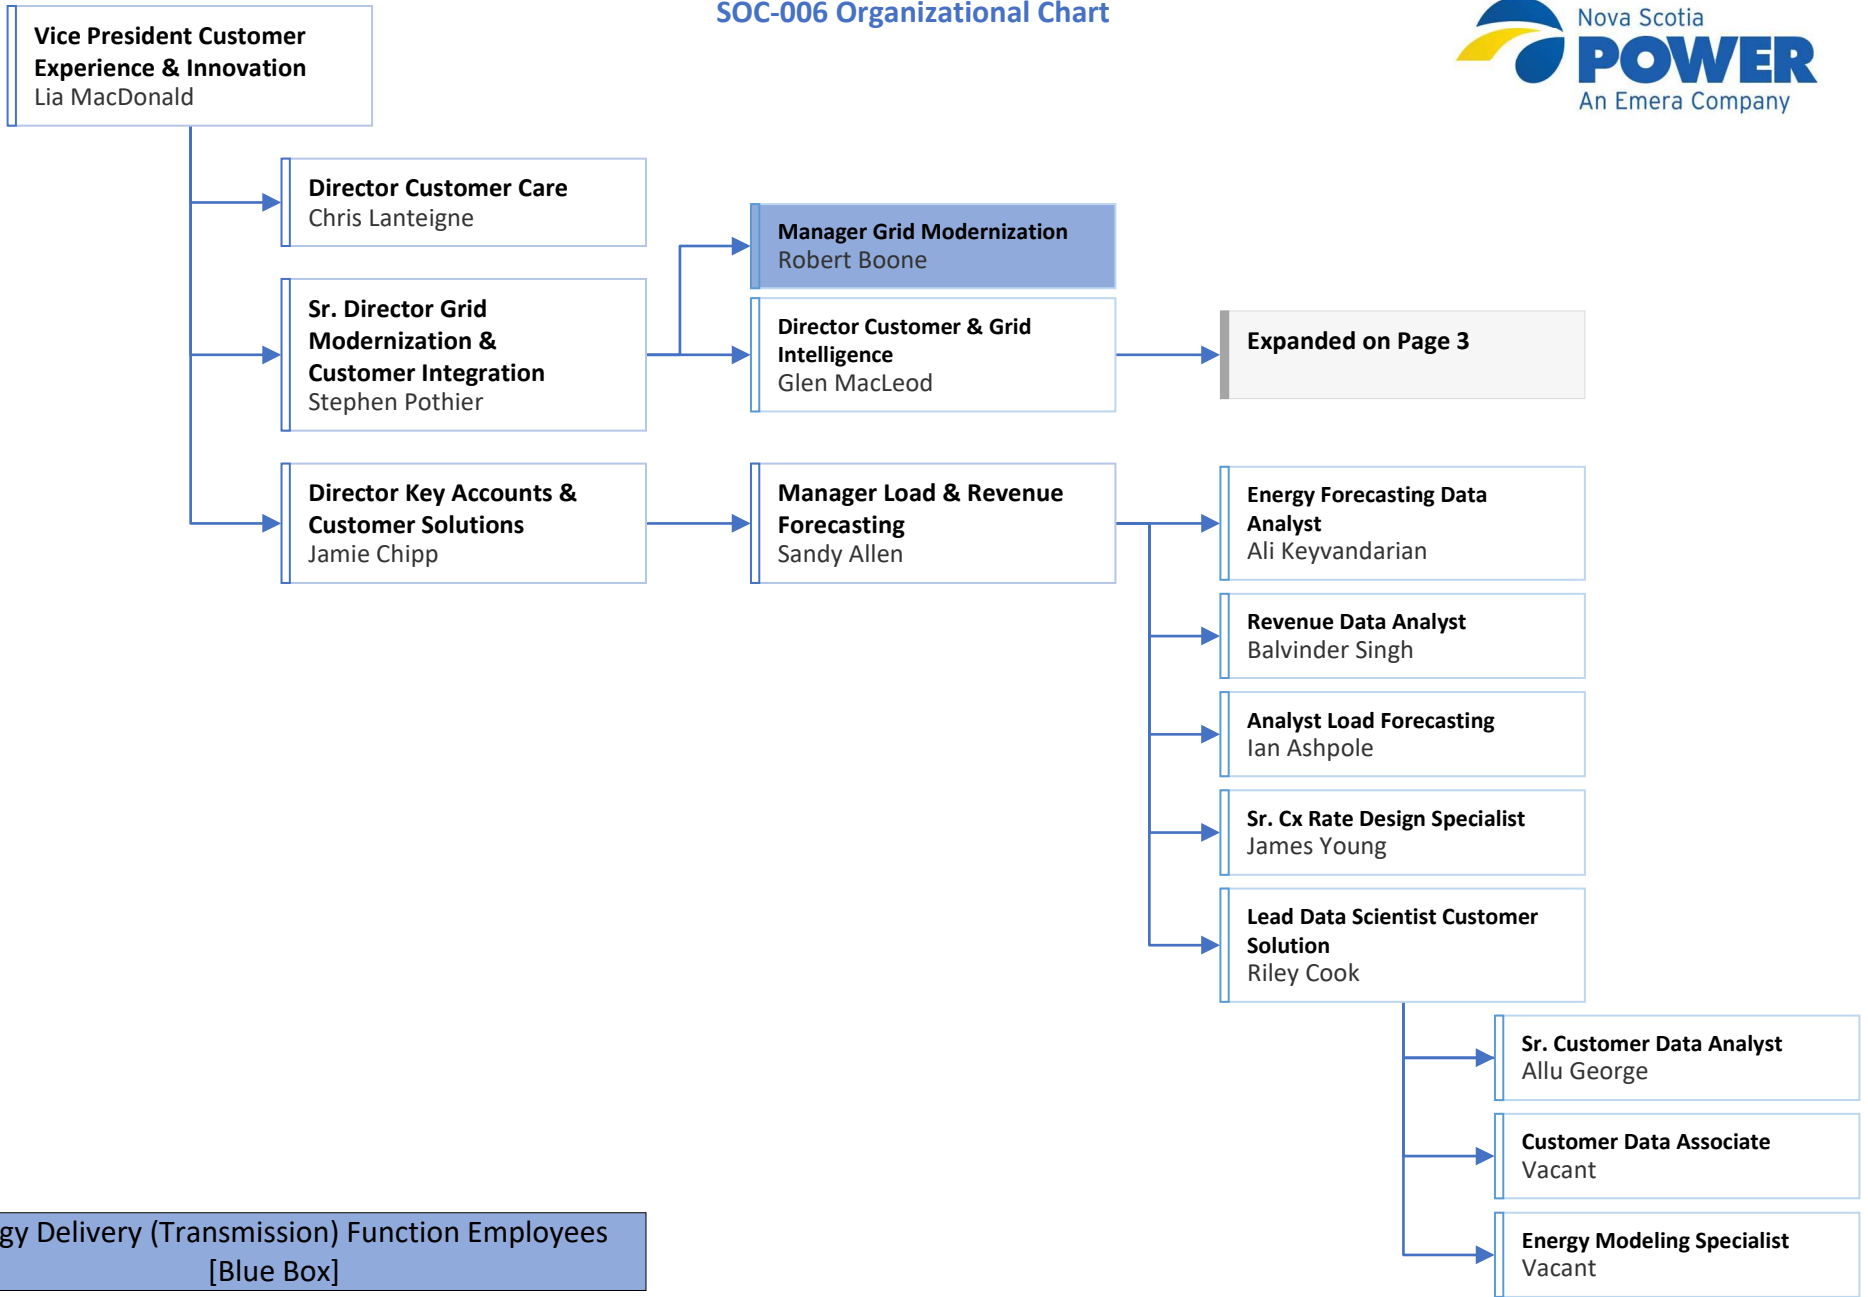 SOC-006 Organizational Chart
Nova Scotia
POWER
An Emera Company
Vice President Customer
Experience & Innovation
Lia MacDonald
Director Customer Care
Chris Lanteigne
Sr. Director Grid
Modernization &
Customer Integration
Stephen Pothier
Manager Grid Modernization
Robert Boone
Director Customer & Grid
Intelligence
Glen MacLeod
Expanded on Page 3
Director Key Accounts &
Customer Solutions
Jamie Chipp
Manager Load & Revenue
Forecasting
Sandy Allen
Energy Forecasting Data
Analyst
Ali Keyvandarian
Revenue Data Analyst
Balvinder Singh
Analyst Load Forecasting
Ian Ashpole
Sr. Cx Rate Design Specialist
James Young
Lead Data Scientist Customer
Solution
Riley Cook
Sr. Customer Data Analyst
Allu George
Customer Data Associate
Vacant
Energy Modeling Specialist
Vacant
gy Delivery (Transmission) Function Employees
[Blue Box]